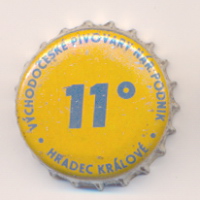 VÝCHODOČESKÉ PIVOVARY NÁR. PODNIK
11°
• HRADEC KRÁLOVÉ •